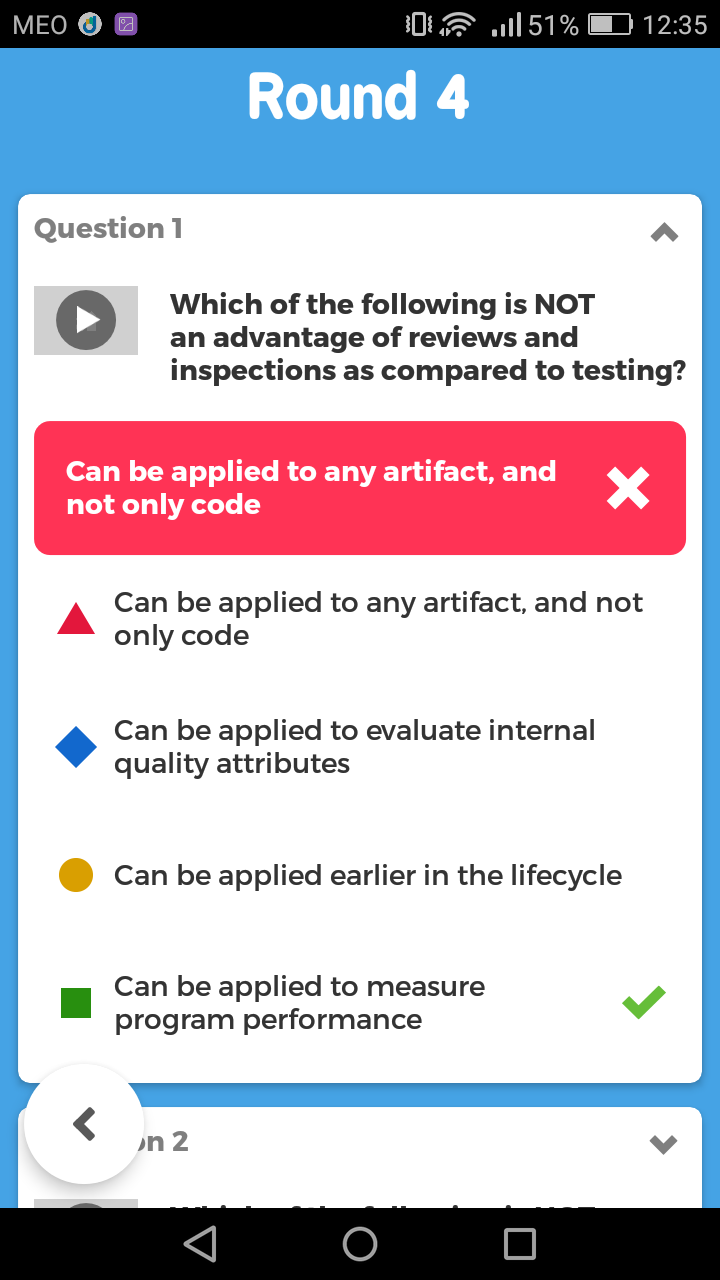 MEO 51% 12:35
Round 4
Question 1
Which of the following is NOT
an advantage of reviews and
inspections as compared to testing?
Can be applied to any artifact, and
not only code
Can be applied to any artifact, and not
only code
Can be applied to evaluate internal
quality attributes
Can be applied earlier in the lifecycle
Can be applied to measure
program performance
2